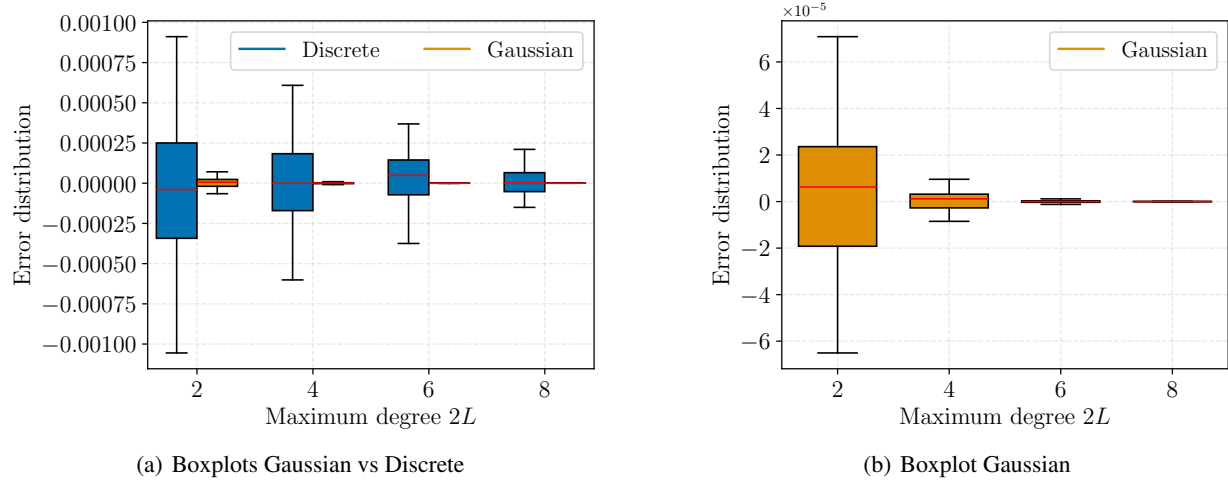 0.00100
0.00075
0.00050
0.00025
0.00000
−0.00025
−0.00050
−0.00075
−0.00100
Error distribution
Discrete
Gaussian
2 4 6 8
Maximum degree 2L
(a) Boxplots Gaussian vs Discrete
×10⁻⁵
6
4
2
0
−2
−4
−6
Error distribution
Gaussian
2 4 6 8
Maximum degree 2L
(b) Boxplot Gaussian